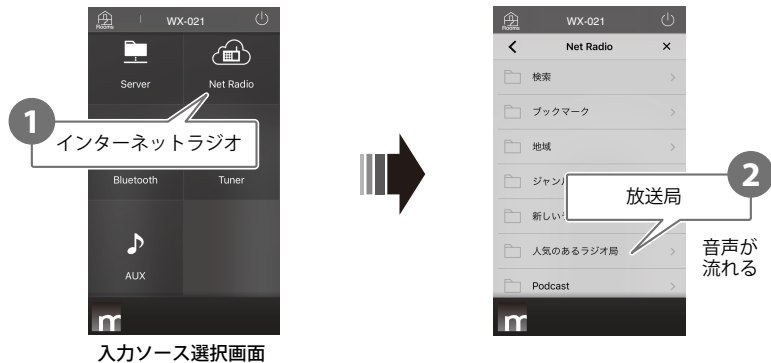 Rooms
WX-021
Server
Net Radio
1
インターネットラジオ
Bluetooth
Tuner
AUX
m
入力ソース選択画面
Rooms
WX-021
Net Radio
検索
ブックマーク
地域
ジャン
2
放送局
新しい
人気のあるラジオ局
音声が
流れる
Podcast
m